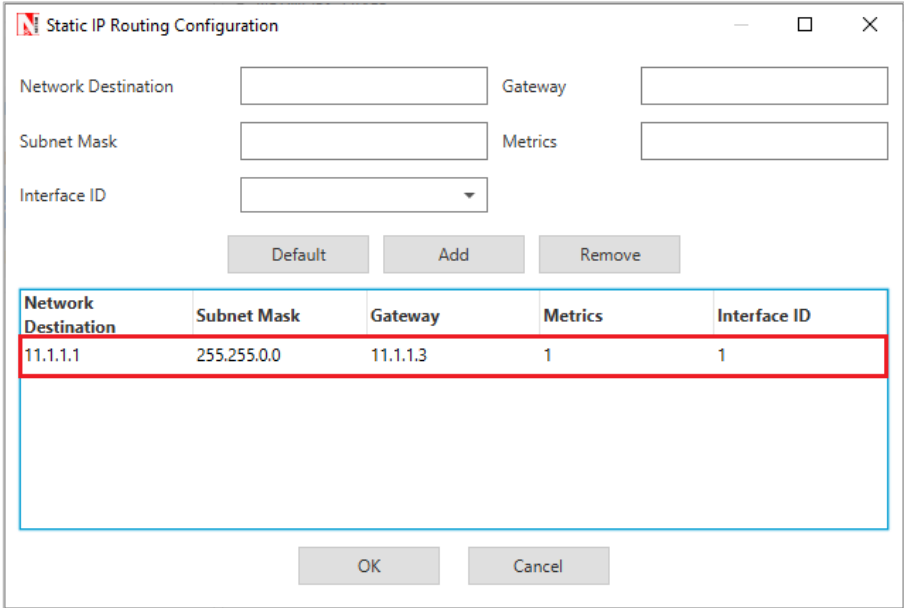 Static IP Routing Configuration
Network Destination
Gateway
Subnet Mask
Metrics
Interface ID
Default
Add
Remove
Network Destination Subnet Mask Gateway Metrics Interface ID
11.1.1.1 255.255.0.0 11.1.1.3 1 1
OK
Cancel